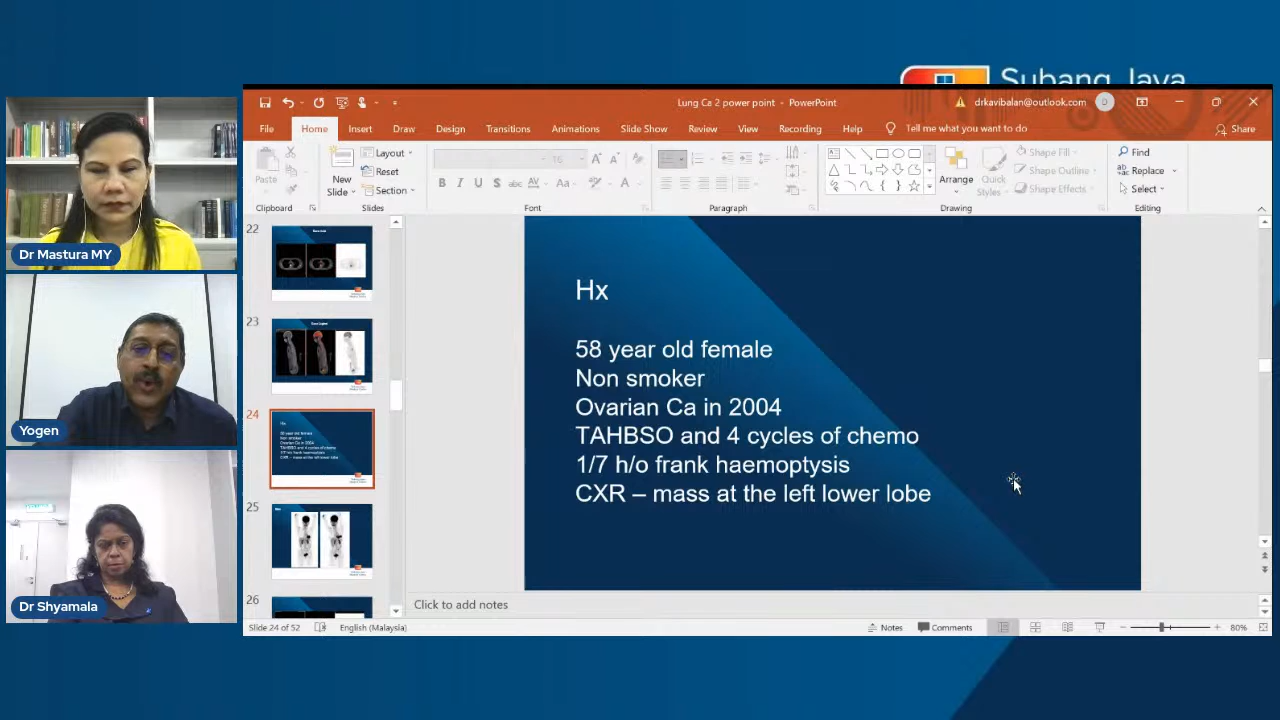 Subang Jaya
Lung Ca 2 power point - PowerPoint
drkavibalan@outlook.com
D
File Home Insert Draw Design Transitions Animations Slide Show Review View Recording Help Tell me what you want to do Share
Paste
New
Slide
Layout
Reset
Section
16
B I U S abc AV Aa A
Arrange
Quick
Styles
Shape Fill
Shape Outline
Shape Effects
Find
Replace
Select
Clipboard Slides Font Paragraph Drawing Editing
Dr Mastura MY
Yogen
Dr Shyamala
22
23
24
25
26
Hx
58 year old female
Non smoker
Ovarian Ca in 2004
TAHBSO and 4 cycles of chemo
1/7 h/o frank haemoptysis
CXR – mass at the left lower lobe
Click to add notes
Slide 24 of 52 English (Malaysia) Notes Comments 80%